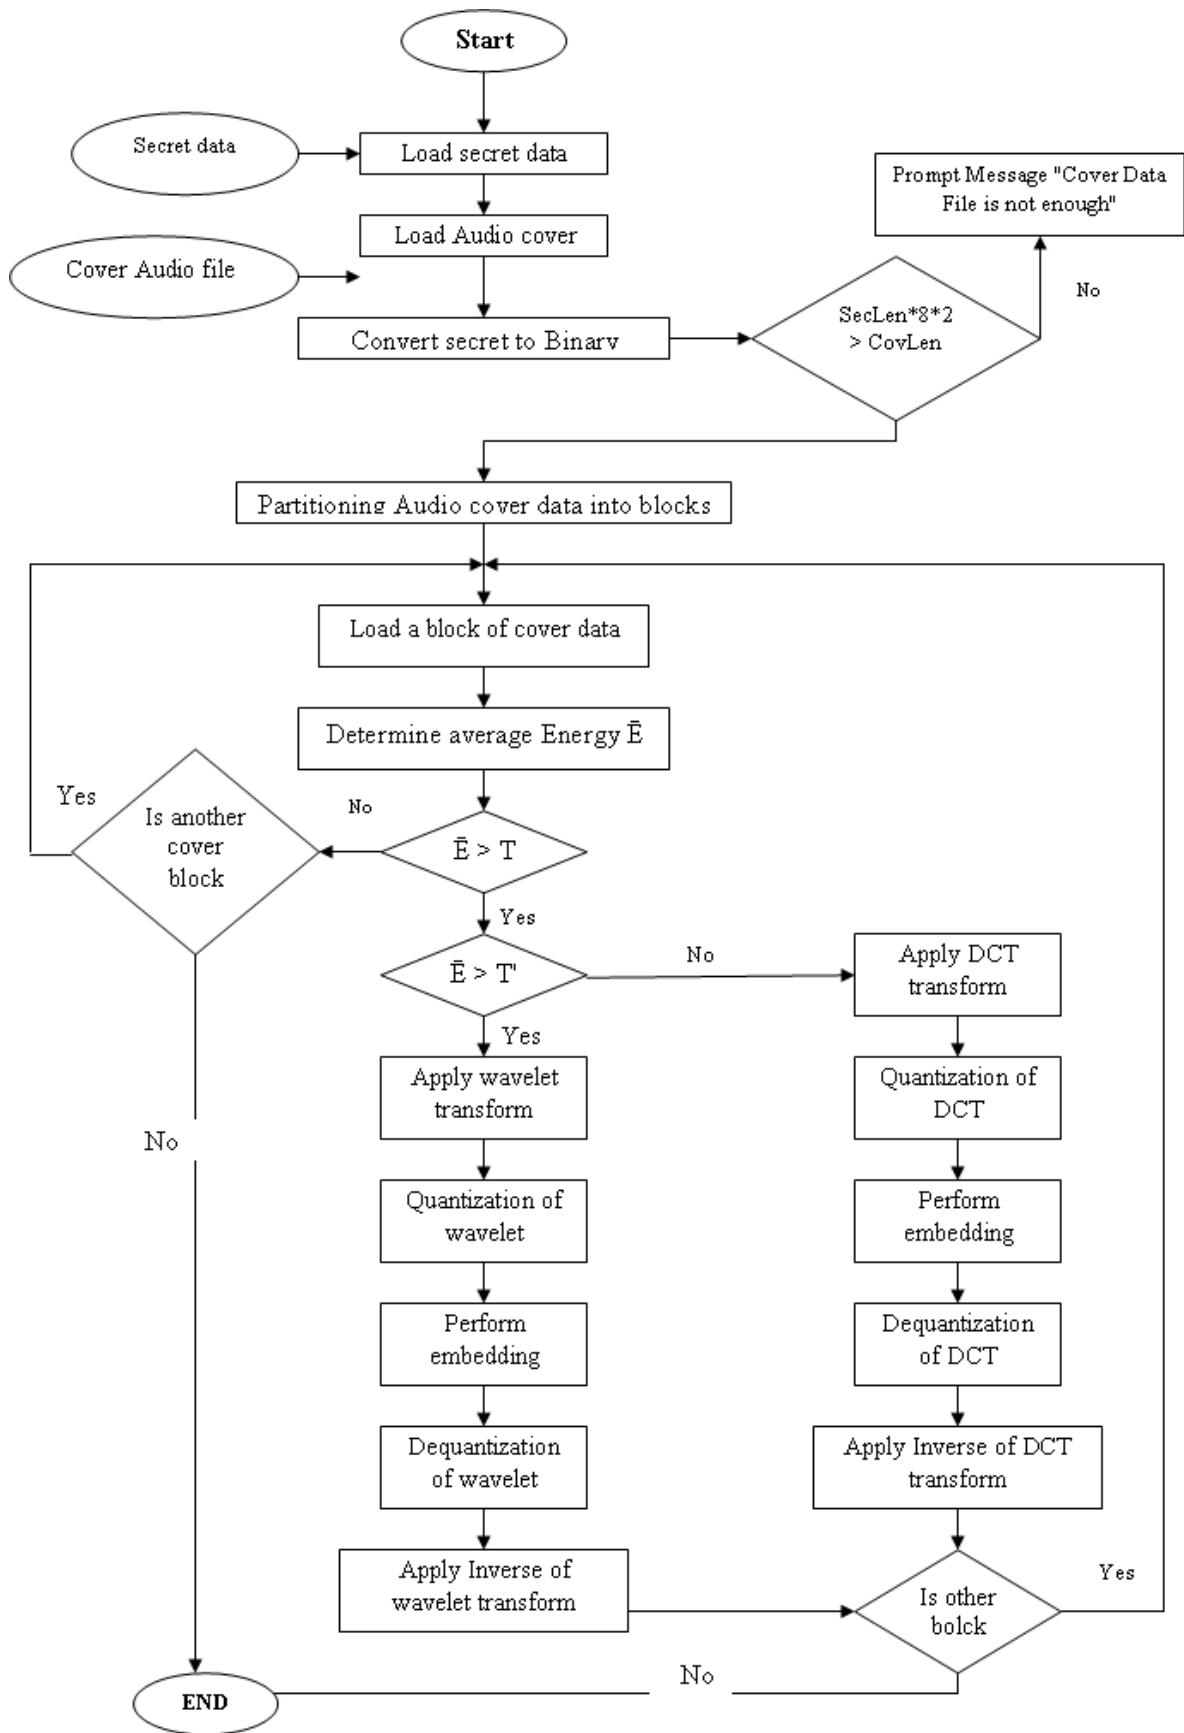 Start
Secret data
Load secret data
Prompt Message "Cover Data
File is not enough"
Load Audio cover
Cover Audio file
No
SecLen*8*2
> CovLen
Convert secret to Binary
Partitioning Audio cover data into blocks
Load a block of cover data
Determine average Energy Ē
Yes
No
Is another
cover
block
Ē > T
Yes
Ē > T'
No
Apply DCT
transform
Yes
Apply wavelet
transform
Quantization of
DCT
No
Quantization of
wavelet
Perform
embedding
Perform
embedding
Dequantization
of DCT
Dequantization
of wavelet
Apply Inverse of DCT
transform
Apply Inverse of
wavelet transform
Is other
bolck
Yes
No
END